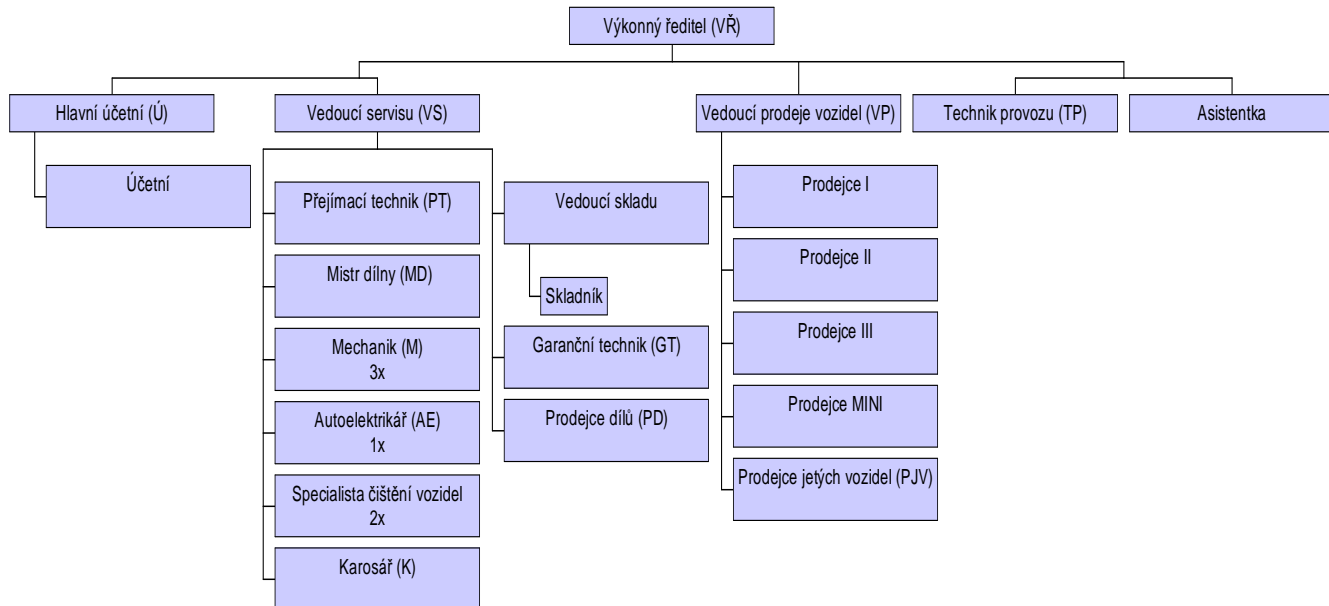 Výkonný ředitel (VŘ)
Hlavní účetní (Ú)
Vedoucí servisu (VS)
Vedoucí prodeje vozidel (VP)
Technik provozu (TP)
Asistentka
Účetní
Přejímací technik (PT)
Mistr dílny (MD)
Mechanik (M)
3x
Autoelektrikář (AE)
1x
Specialista čištění vozidel
2x
Karosář (K)
Vedoucí skladu
Skladník
Garanční technik (GT)
Prodejce dílů (PD)
Prodejce I
Prodejce II
Prodejce III
Prodejce MINI
Prodejce jetých vozidel (PJV)